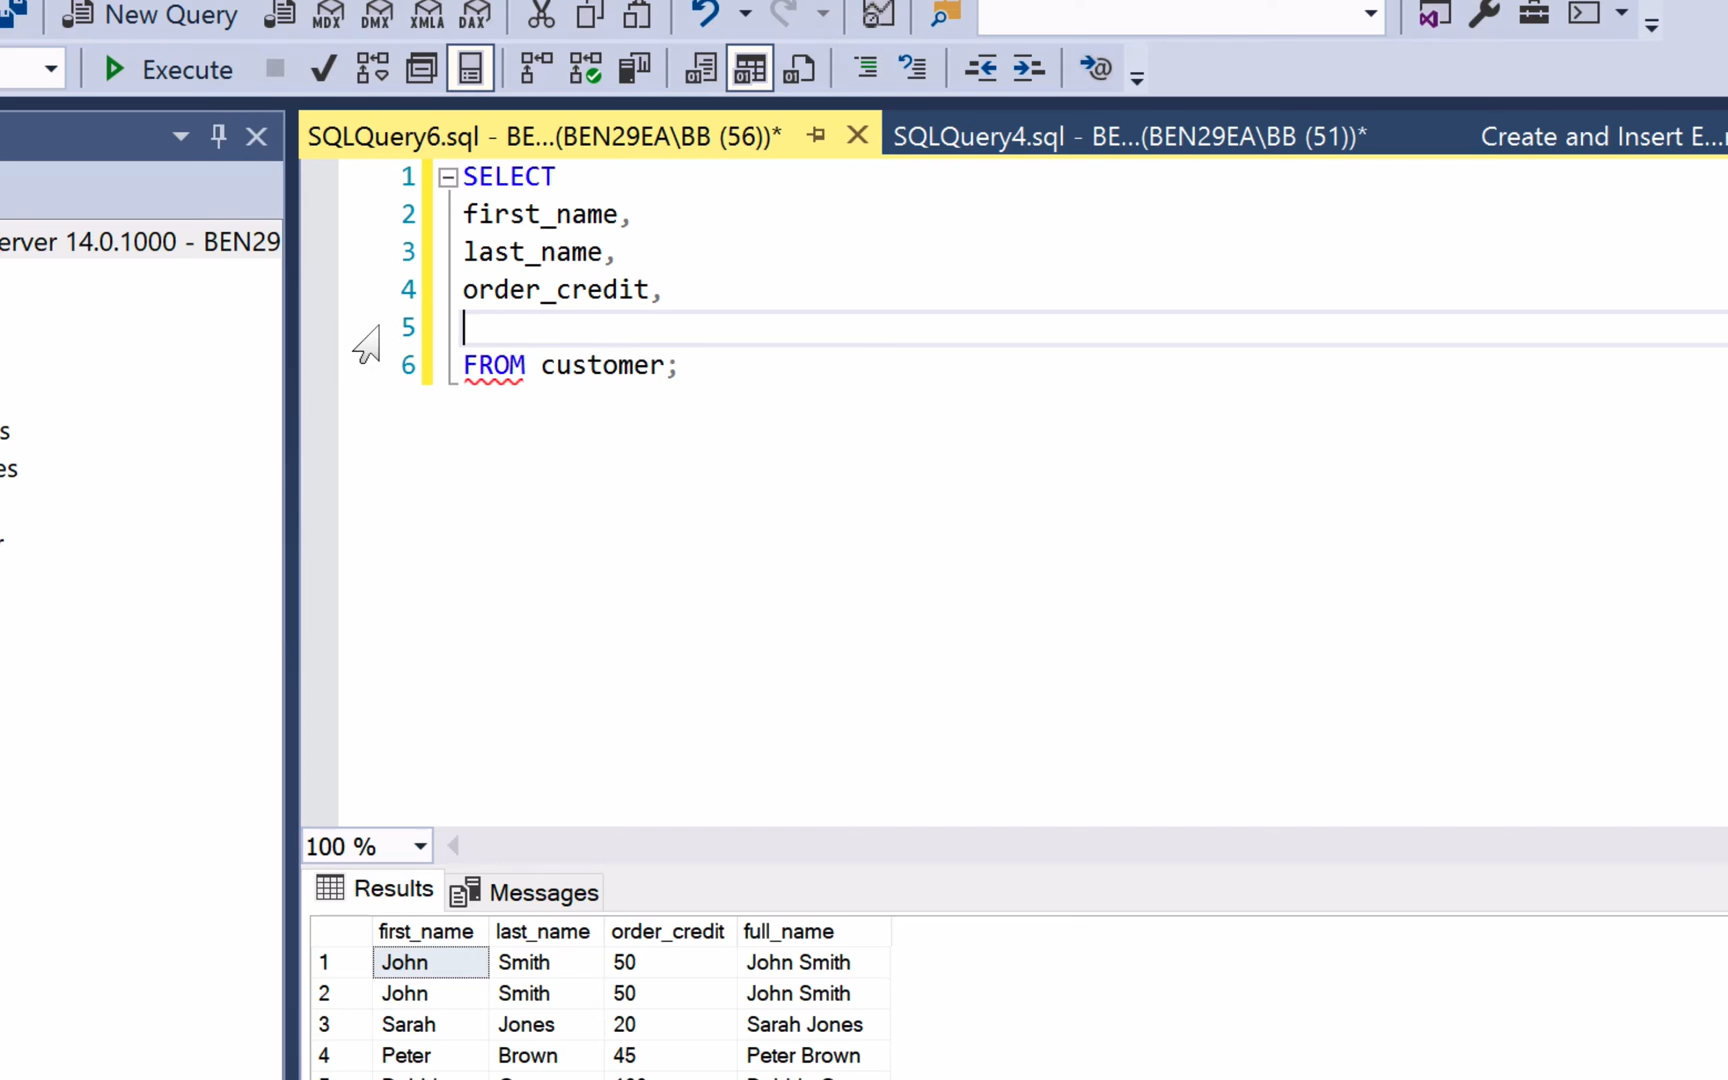 New Query MDX DMX XMLA DAX
Execute
SQLQuery6.sql - BE...(BEN29EA\BB (56))* SQLQuery4.sql - BE...(BEN29EA\BB (51))* Create and Insert E...
erver 14.0.1000 - BEN29
s
es
1 SELECT
2 first_name,
3 last_name,
4 order_credit,
5
6 FROM customer;
100 %
Results Messages
first_name last_name order_credit full_name
1 John Smith 50 John Smith
2 John Smith 50 John Smith
3 Sarah Jones 20 Sarah Jones
4 Peter Brown 45 Peter Brown